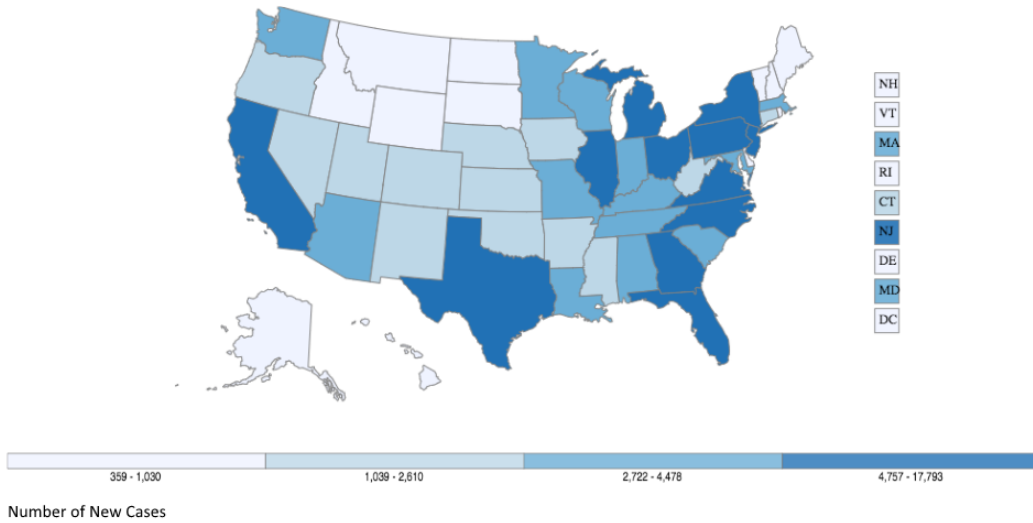 NH
VT
MA
RI
CT
NJ
DE
MD
DC
359 - 1,030 1,039 - 2,610 2,722 - 4,478 4,757 - 17,793
Number of New Cases